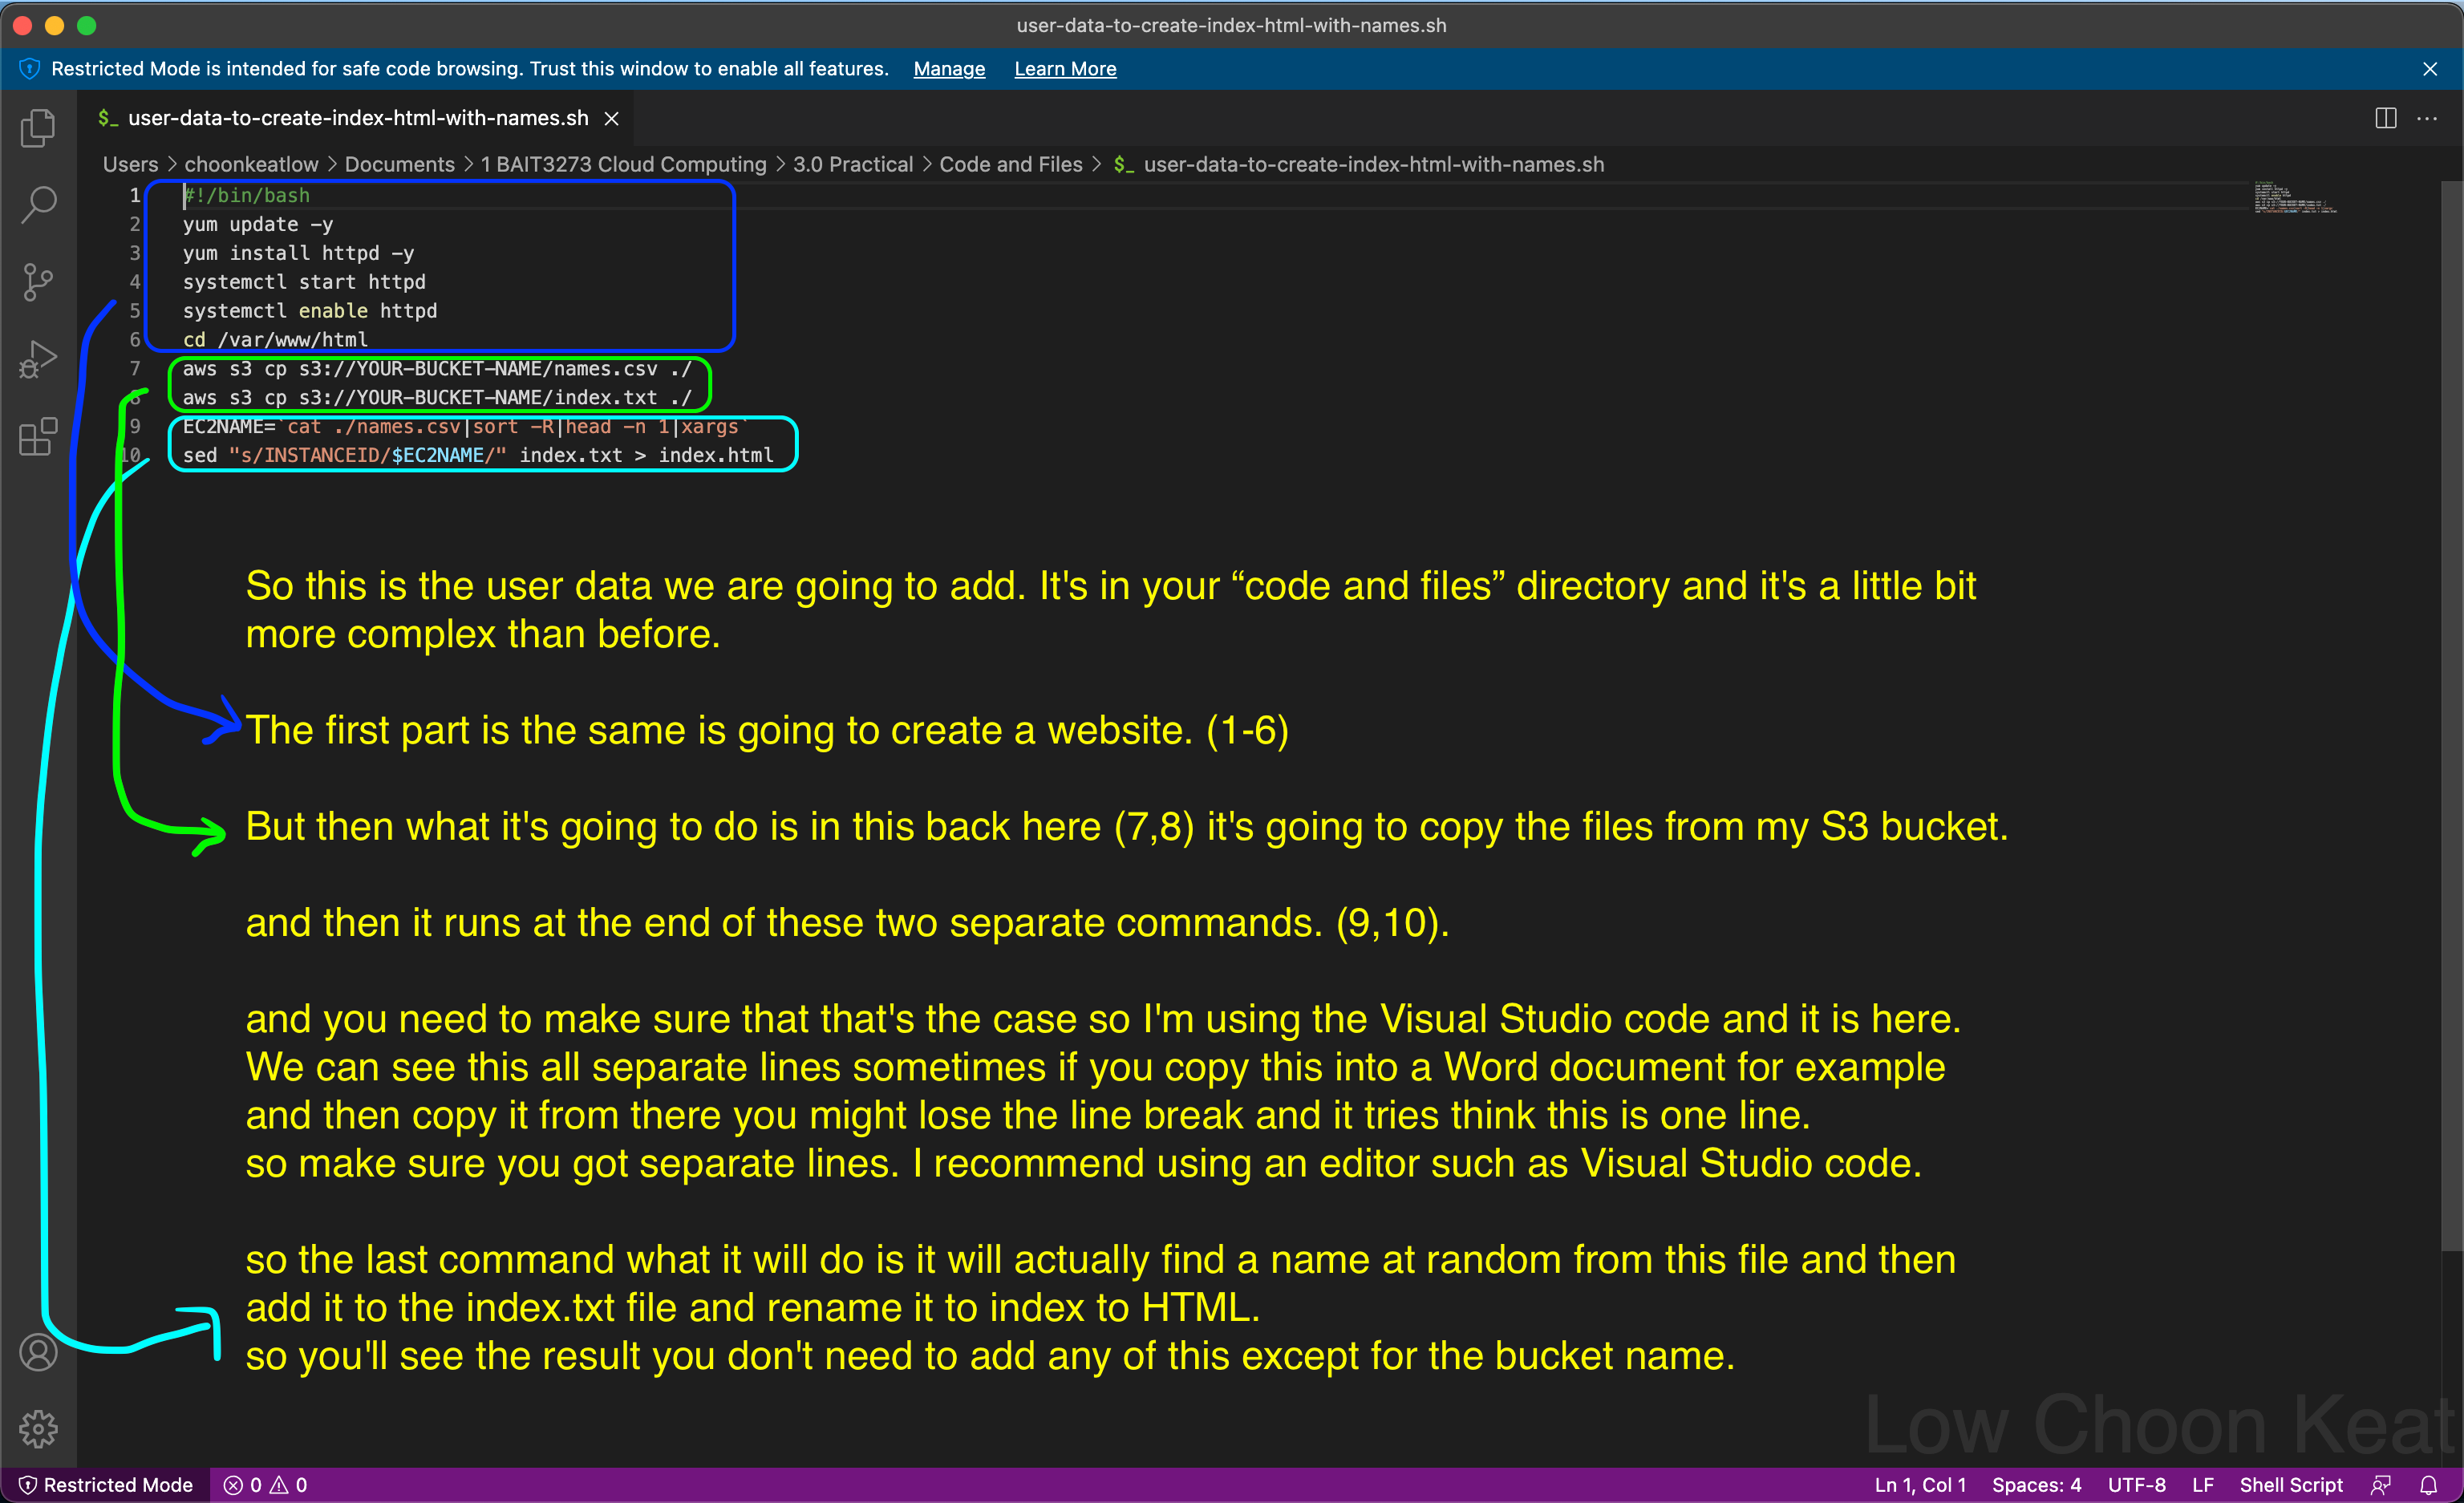 user-data-to-create-index-html-with-names.sh
Restricted Mode is intended for safe code browsing. Trust this window to enable all features. Manage Learn More
$_ user-data-to-create-index-html-with-names.sh
Users > choonkeatlow > Documents > 1 BAIT3273 Cloud Computing > 3.0 Practical > Code and Files > $_ user-data-to-create-index-html-with-names.sh
1 #!/bin/bash
2 yum update -y
3 yum install httpd -y
4 systemctl start httpd
5 systemctl enable httpd
6 cd /var/www/html
7 aws s3 cp s3://YOUR-BUCKET-NAME/names.csv ./
8 aws s3 cp s3://YOUR-BUCKET-NAME/index.txt ./
9 EC2NAME=`cat ./names.csv|sort -R|head -n 1|xargs`
10 sed "s/INSTANCEID/$EC2NAME/" index.txt > index.html
So this is the user data we are going to add. It's in your “code and files” directory and it's a little bit
more complex than before.
The first part is the same is going to create a website. (1-6)
But then what it's going to do is in this back here (7,8) it's going to copy the files from my S3 bucket.
and then it runs at the end of these two separate commands. (9,10).
and you need to make sure that that's the case so I'm using the Visual Studio code and it is here.
We can see this all separate lines sometimes if you copy this into a Word document for example
and then copy it from there you might lose the line break and it tries think this is one line.
so make sure you got separate lines. I recommend using an editor such as Visual Studio code.
so the last command what it will do is it will actually find a name at random from this file and then
add it to the index.txt file and rename it to index to HTML.
so you'll see the result you don't need to add any of this except for the bucket name.
Low Choon Keat
Restricted Mode 0 0 Ln 1, Col 1 Spaces: 4 UTF-8 LF Shell Script